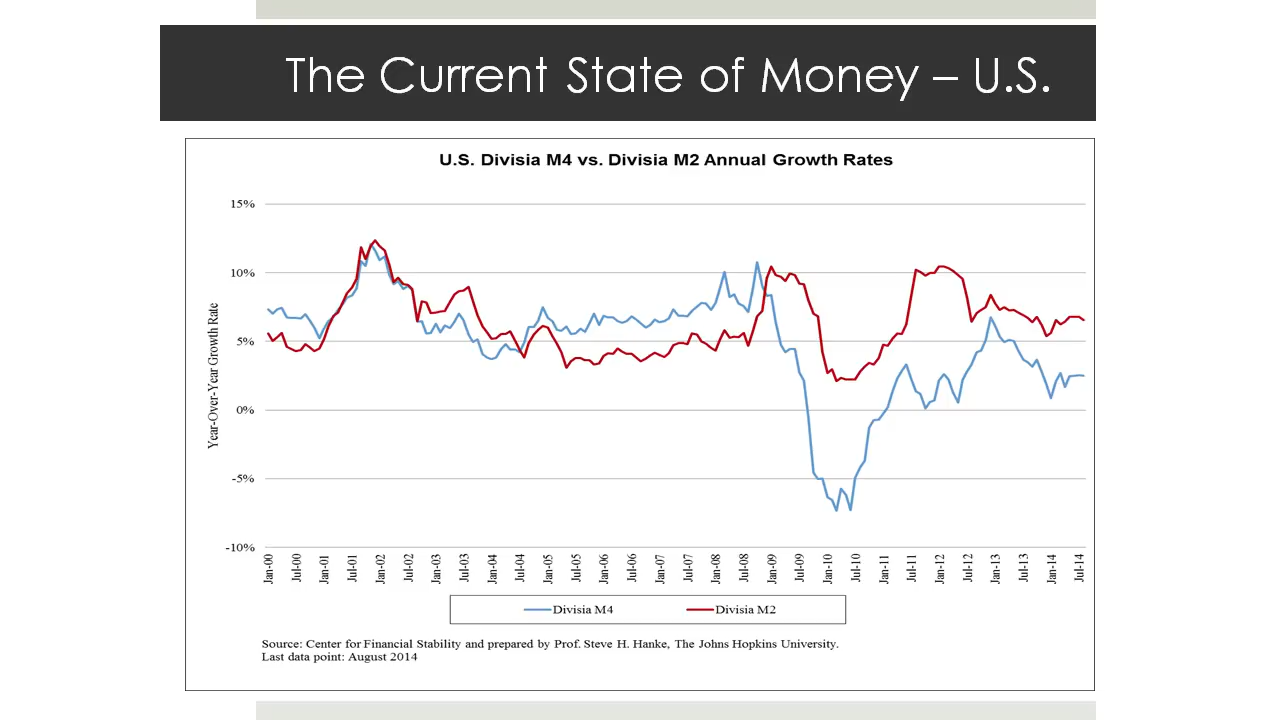 The Current State of Money – U.S.
U.S. Divisia M4 vs. Divisia M2 Annual Growth Rates
Year-Over-Year Growth Rate
15%
10%
5%
0%
-5%
-10%
Jan-00 Jul-00 Jan-01 Jul-01 Jan-02 Jul-02 Jan-03 Jul-03 Jan-04 Jul-04 Jan-05 Jul-05 Jan-06 Jul-06 Jan-07 Jul-07 Jan-08 Jul-08 Jan-09 Jul-09 Jan-10 Jul-10 Jan-11 Jul-11 Jan-12 Jul-12 Jan-13 Jul-13 Jan-14 Jul-14
Divisia M4 Divisia M2
Source: Center for Financial Stability and prepared by Prof. Steve H. Hanke, The Johns Hopkins University.
Last data point: August 2014